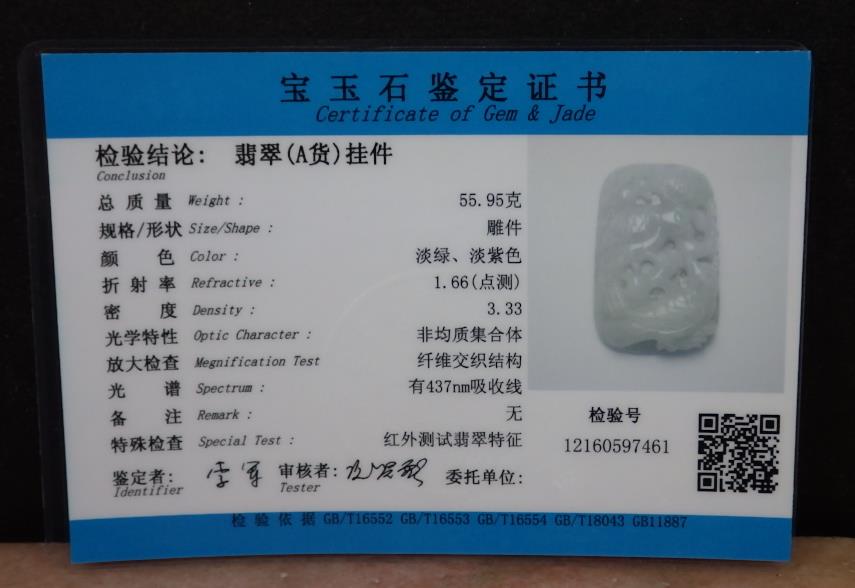 宝玉石鉴定证书
Certificate of Gem & Jade
检验结论: 翡翠(A货)挂件
Conclusion
总质量 Weight : 55.95克
规格/形状 Size/Shape : 雕件
颜色 Color : 淡绿、淡紫色
折射率 Refractive : 1.66(点测)
密度 Density : 3.33
光学特性 Optic Character : 非均质集合体
放大检查 Megnification Test 纤维交织结构
光谱 Spectrum : 有437nm吸收线
备注 Remark : 无
特殊检查 Special Test : 红外测试翡翠特征
检验号
12160597461
鉴定者: 李军 审核者: 委托单位:
Identifier Tester
检验依据 GB/T16552 GB/T16553 GB/T16554 GB/T18043 GB11887